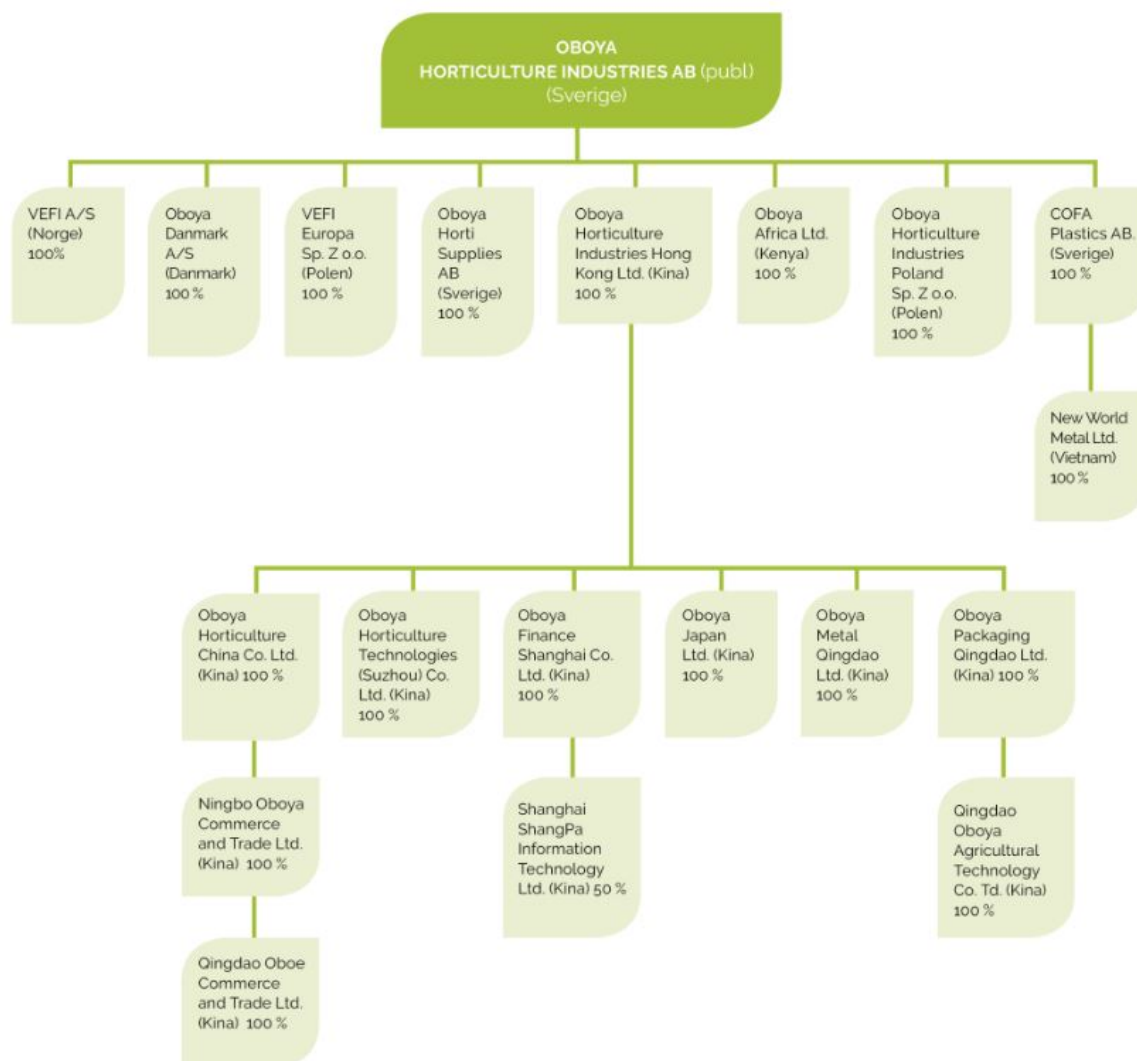 OBOYA
HORTICULTURE INDUSTRIES AB (publ)
(Sverige)
VEFI A/S
(Norge)
100%
Oboya
Danmark
A/S
(Danmark)
100 %
VEFI
Europa
Sp. Z o.o.
(Polen)
100 %
Oboya
Horti
Supplies
AB
(Sverige)
100 %
Oboya
Horticulture
Industries Hong
Kong Ltd. (Kina)
100 %
Oboya
Africa Ltd.
(Kenya)
100 %
Oboya
Horticulture
Industries
Poland
Sp. Z o.o.
(Polen)
100 %
COFA
Plastics AB.
(Sverige)
100 %
New World
Metal Ltd.
(Vietnam)
100 %
Oboya
Horticulture
China Co. Ltd.
(Kina) 100 %
Oboya
Horticulture
Technologies
(Suzhou) Co.
Ltd. (Kina)
100 %
Oboya
Finance
Shanghai Co.
Ltd. (Kina)
100 %
Oboya
Japan
Ltd. (Kina)
100 %
Oboya
Metal
Qingdao
Ltd. (Kina)
100 %
Oboya
Packaging
Qingdao Ltd.
(Kina) 100 %
Ningbo Oboya
Commerce
and Trade Ltd.
(Kina) 100 %
Shanghai
ShangPa
Information
Technology
Ltd. (Kina) 50 %
Qingdao
Oboya
Agricultural
Technology
Co. Td. (Kina)
100 %
Qingdao Oboe
Commerce
and Trade Ltd.
(Kina) 100 %